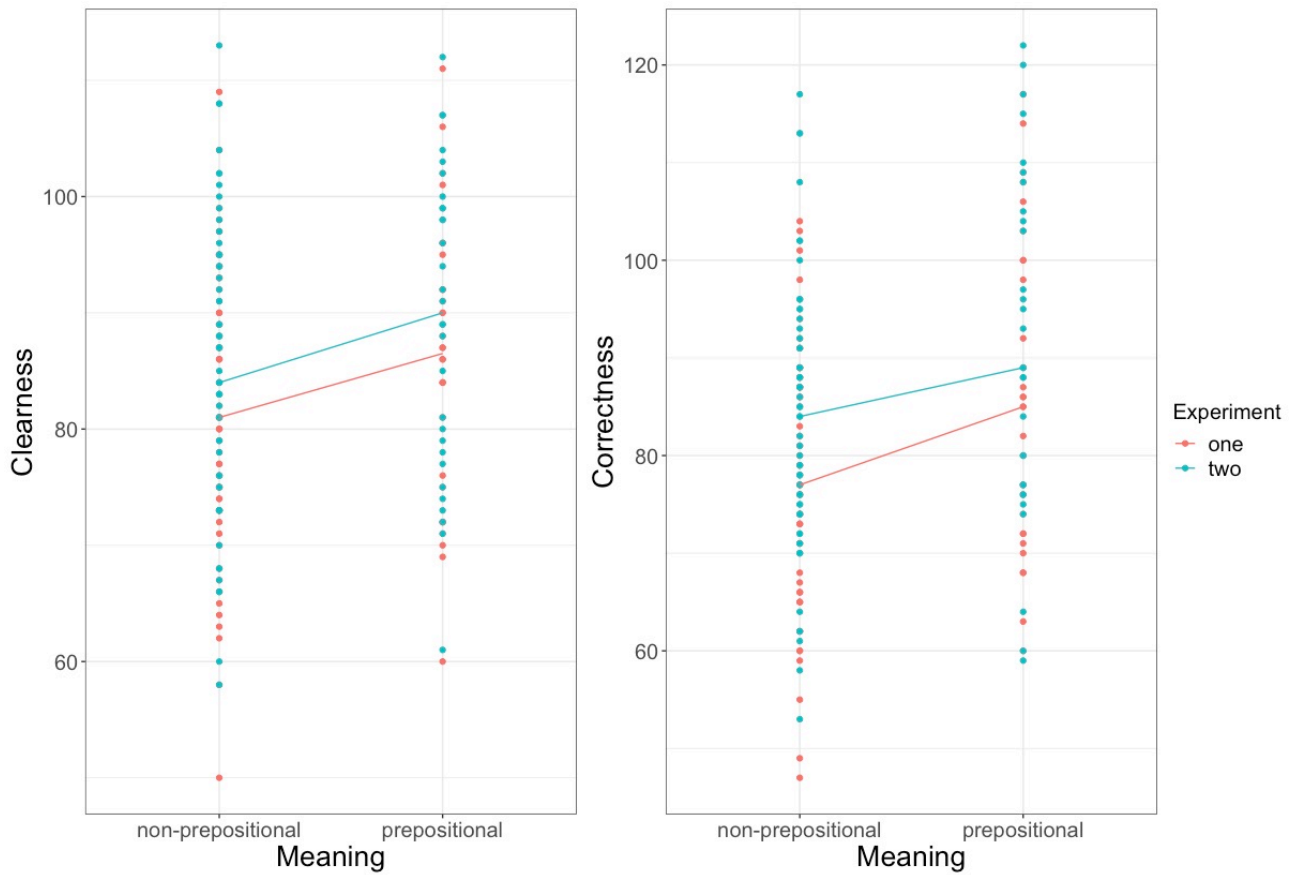 Clearness
100
80
60
non-prepositional prepositional
Meaning
Correctness
120
100
80
60
non-prepositional prepositional
Meaning
Experiment
one
two